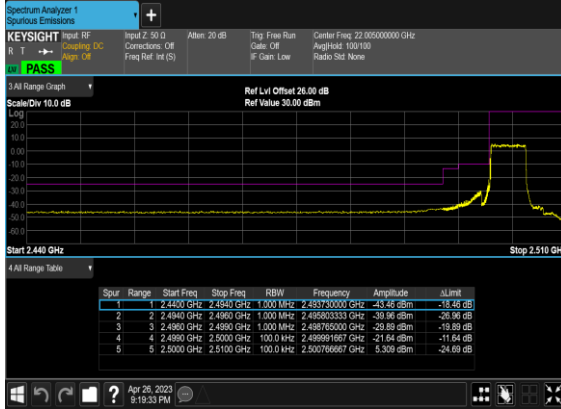 Spectrum Analyzer 1
Spurious Emissions
+
KEYSIGHT Input: RF Input Z: 50 Ω Atten: 20 dB Trig: Free Run Center Freq: 22.005000000 GHz
R T Coupling: DC Corrections: Off Gate: Off Avg|Hold: 100/100
Align: Off Freq Ref: Int (S) IF Gain: Low Radio Std: None
PASS
3 All Range Graph
Ref Lvl Offset 26.00 dB
Scale/Div 10.0 dB Ref Value 30.00 dBm
Log
20.0
10.0
0.00
-10.0
-20.0
-30.0
-40.0
-50.0
-60.0
Start 2.440 GHz Stop 2.510 GH
4 All Range Table
Spur Range Start Freq Stop Freq RBW Frequency Amplitude ΔLimit
1 1 2.4400 GHz 2.4940 GHz 1.000 MHz 2.493730000 GHz -43.46 dBm -18.46 dB
2 2 2.4940 GHz 2.4960 GHz 1.000 MHz 2.495803333 GHz -39.96 dBm -26.96 dB
3 3 2.4960 GHz 2.4990 GHz 1.000 MHz 2.498765000 GHz -29.89 dBm -19.89 dB
4 4 2.4990 GHz 2.5000 GHz 100.0 kHz 2.499991667 GHz -21.64 dBm -11.64 dB
5 5 2.5000 GHz 2.5100 GHz 100.0 kHz 2.500766667 GHz 5.309 dBm -24.69 dB
? Apr 26, 2023
9:19:33 PM